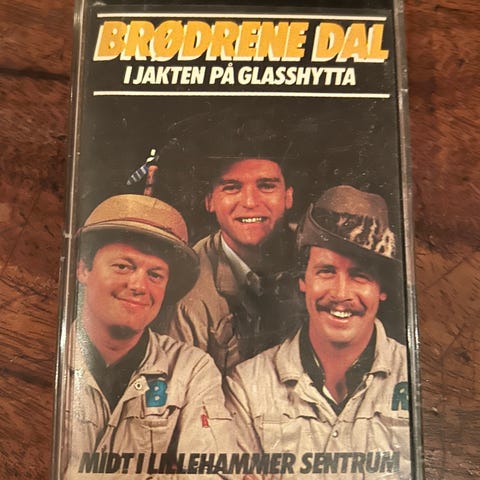 BRØDRENE DAL
I JAKTEN PÅ GLASSHYTTA
B
R
MIDT I LILLEHAMMER SENTRUM